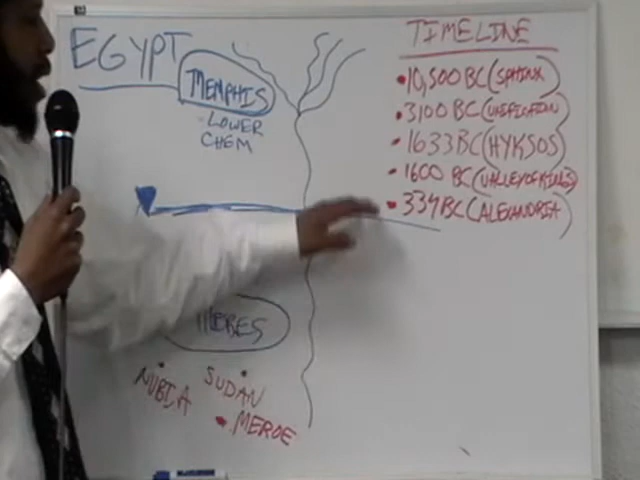 EGYPT
MEMPHIS
LOWER
CHEM
TIMELINE
10,500 BC (SPHINX)
3100 BC (UNIFICATION)
1633 BC (HYKSOS)
1600 BC (VALLEY OF KINGS)
334 BC (ALEXANDRIA)
THEBES
NUBIA
SUDAN
MEROE